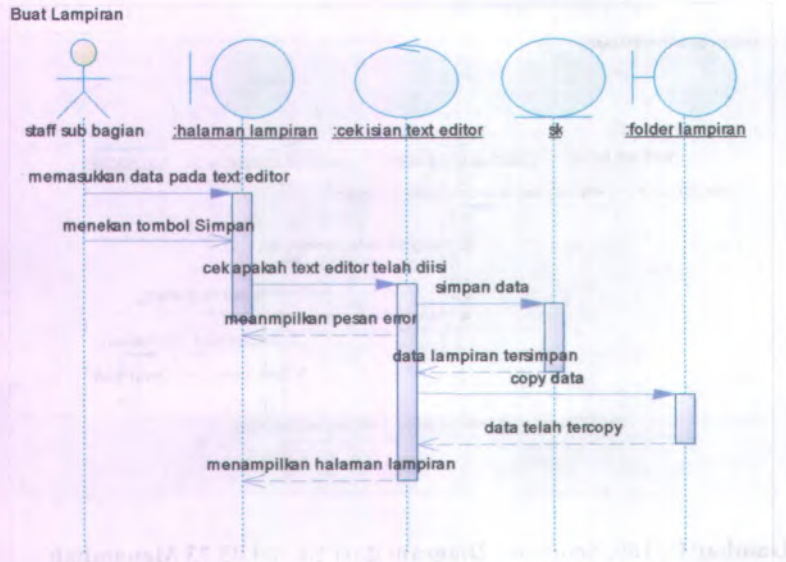 Buat Lampiran
staff sub bagian
:halaman lampiran
:cek isian text editor
sk
:folder lampiran
memasukkan data pada text editor
menekan tombol Simpan
cek apakah text editor telah diisi
simpan data
meanmpilkan pesan error
data lampiran tersimpan
copy data
data telah tercopy
menampilkan halaman lampiran